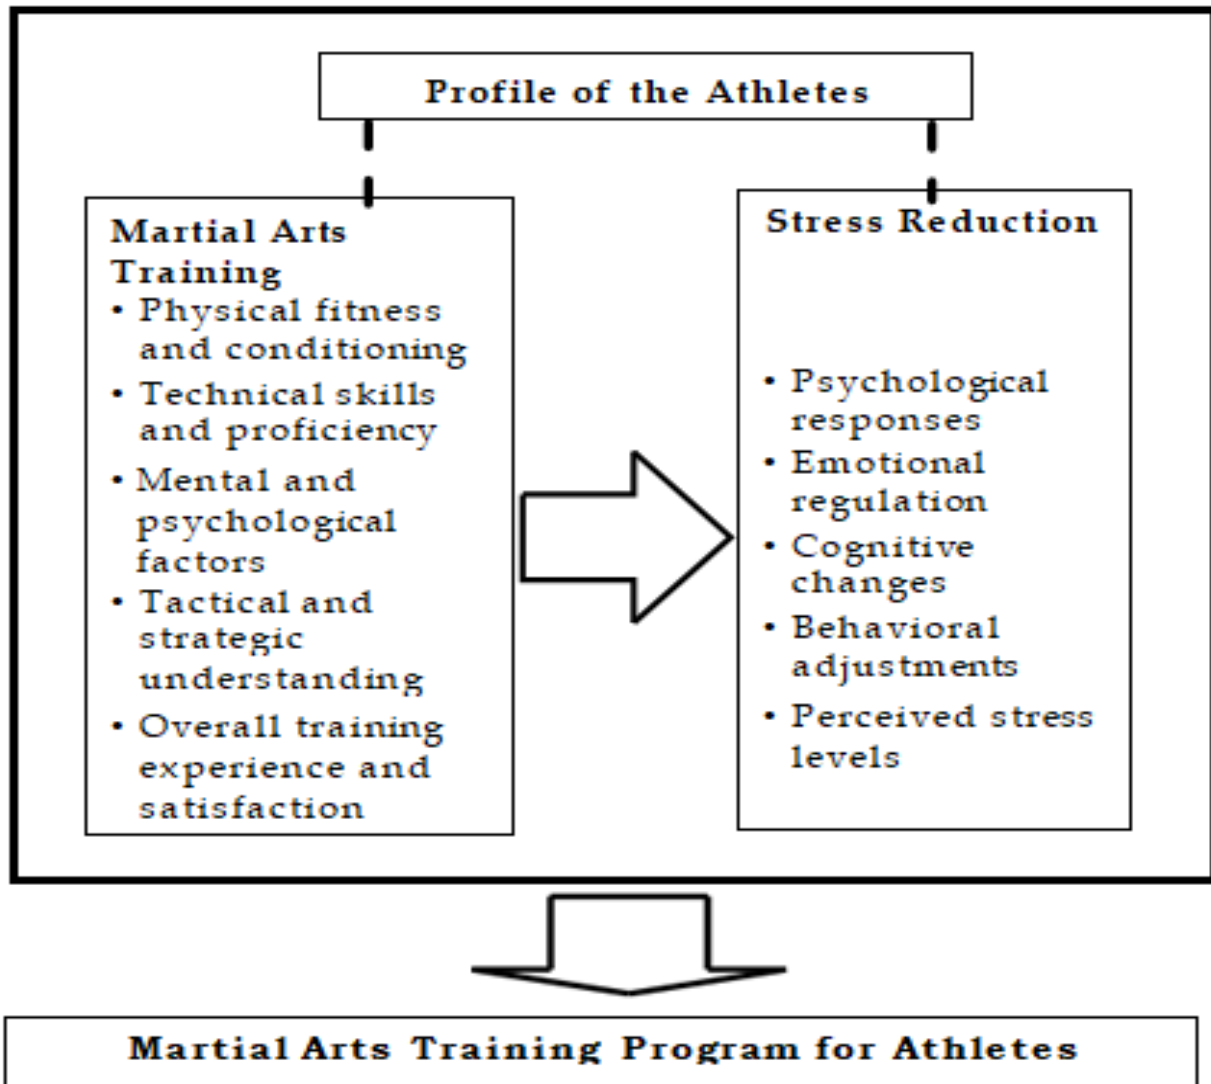 Profile of the Athletes
Martial Arts
Training
• Physical fitness
and conditioning
• Technical skills
and proficiency
• Mental and
psychological
factors
• Tactical and
strategic
understanding
• Overall training
experience and
satisfaction
Stress Reduction
• Psychological
responses
• Emotional
regulation
• Cognitive
changes
• Behavioral
adjustments
• Perceived stress
levels
Martial Arts Training Program for Athletes